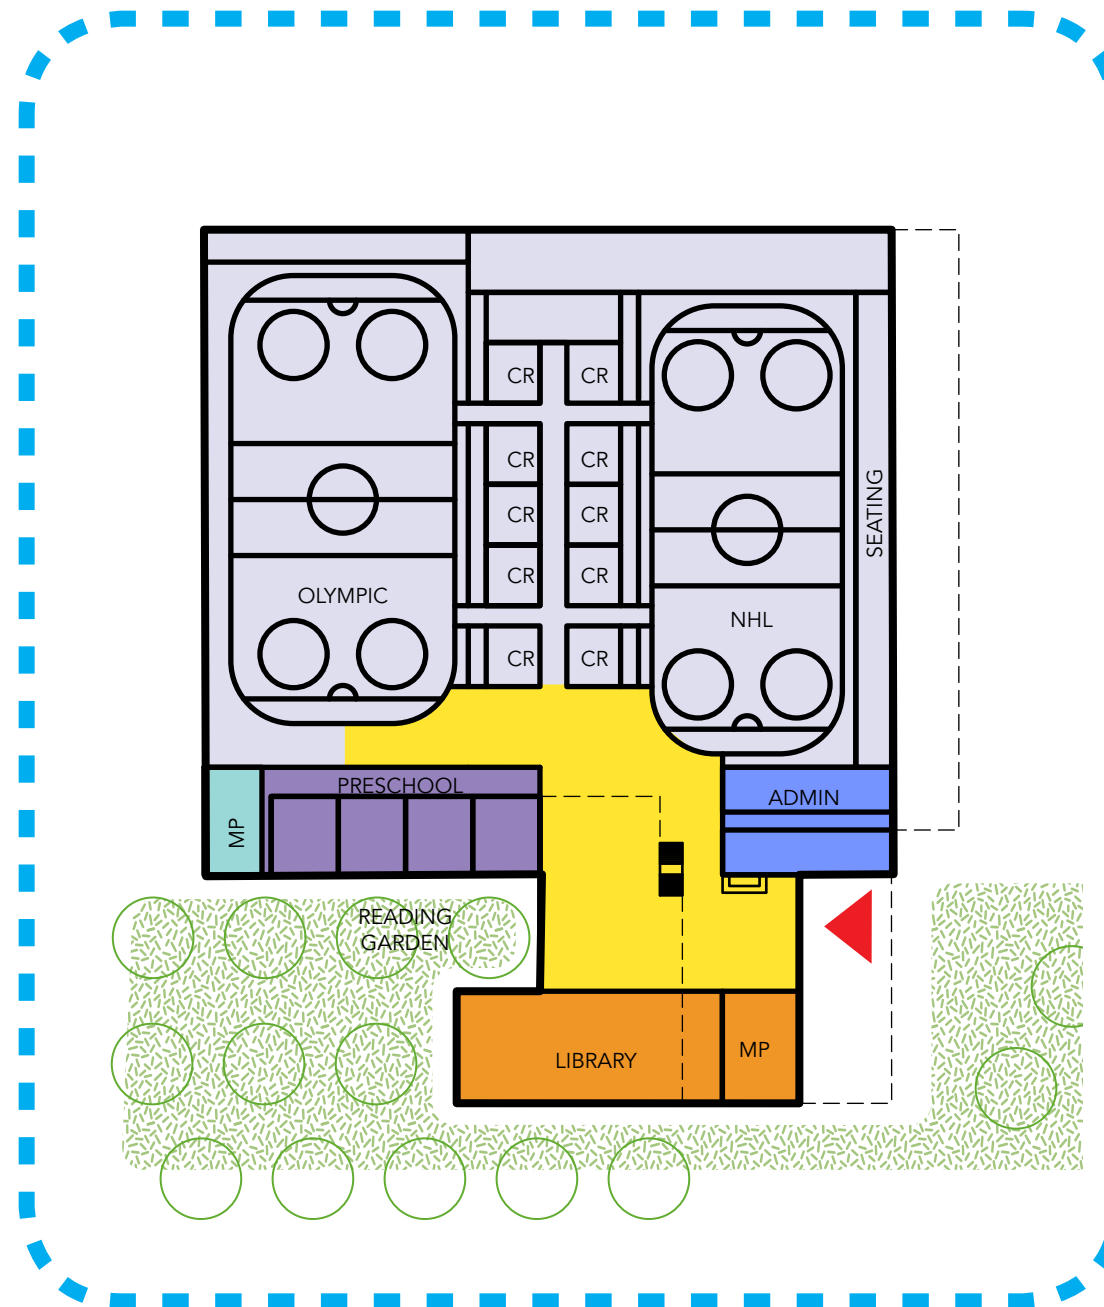 CR CR
CR CR
CR CR
CR CR
CR CR
OLYMPIC
NHL
SEATING
PRESCHOOL
MP
ADMIN
READING
GARDEN
LIBRARY
MP